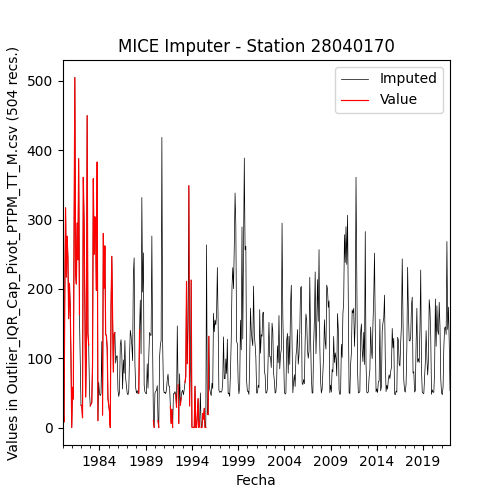 MICE Imputer - Station 28040170
Values in Outlier_IQR_Cap_Pivot_PTPM_TT_M.csv (504 recs.)
500
400
300
200
100
0
Imputed
Value
1984
1989
1994
1999
2004
2009
2014
2019
Fecha